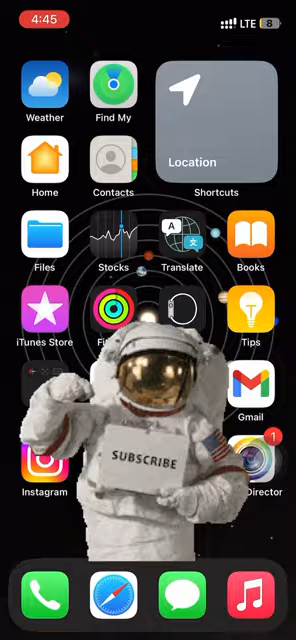 4:45
LTE 8
Weather
Find My
Location
Home
Contacts
Shortcuts
Files
Stocks
A
Translate
Books
iTunes Store
Fi
Tips
Gmail
1
SUBSCRIBE
Instagram
Director